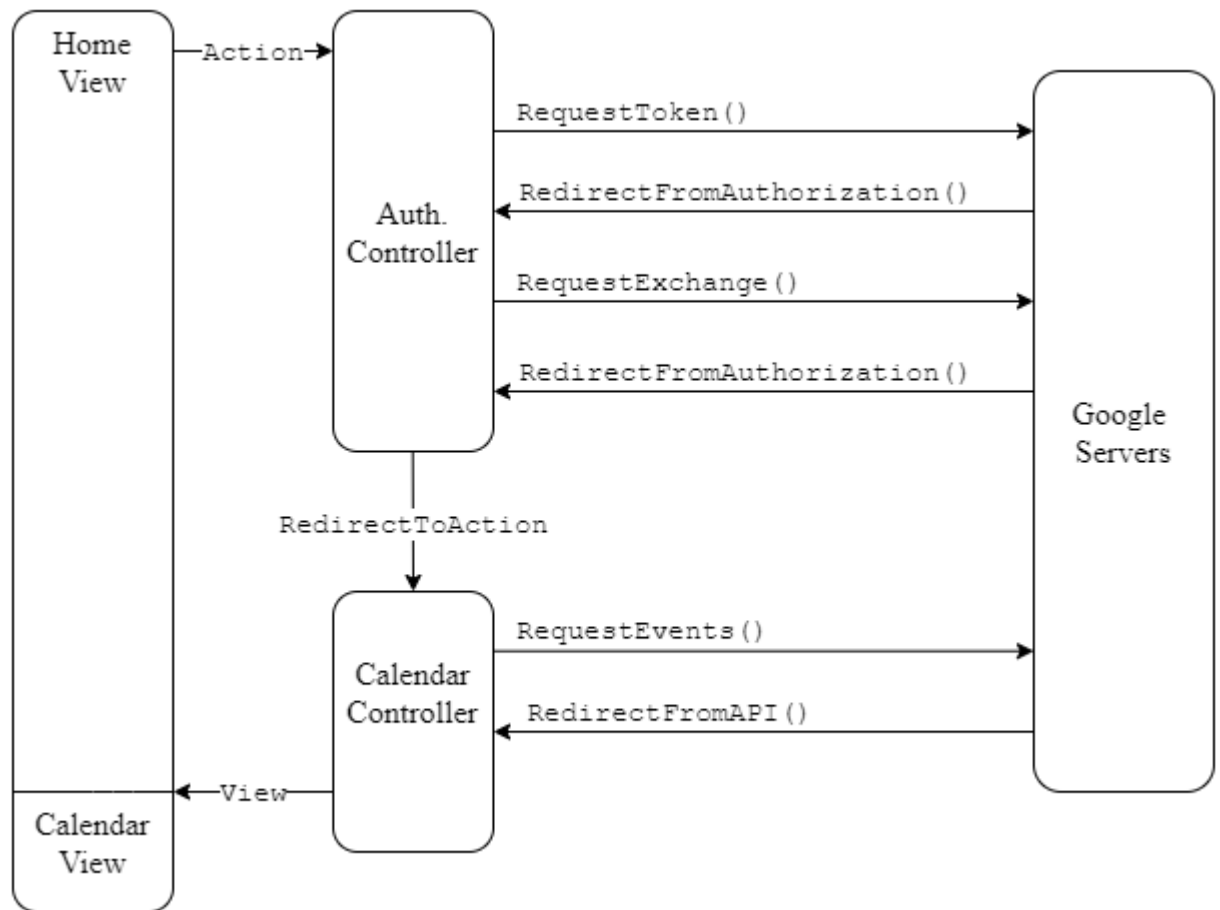 Home
View
Action
RequestToken()
RedirectFromAuthorization()
Auth.
Controller
RequestExchange()
RedirectFromAuthorization()
Google
Servers
RedirectToAction
RequestEvents()
Calendar
Controller
RedirectFromAPI()
View
Calendar
View